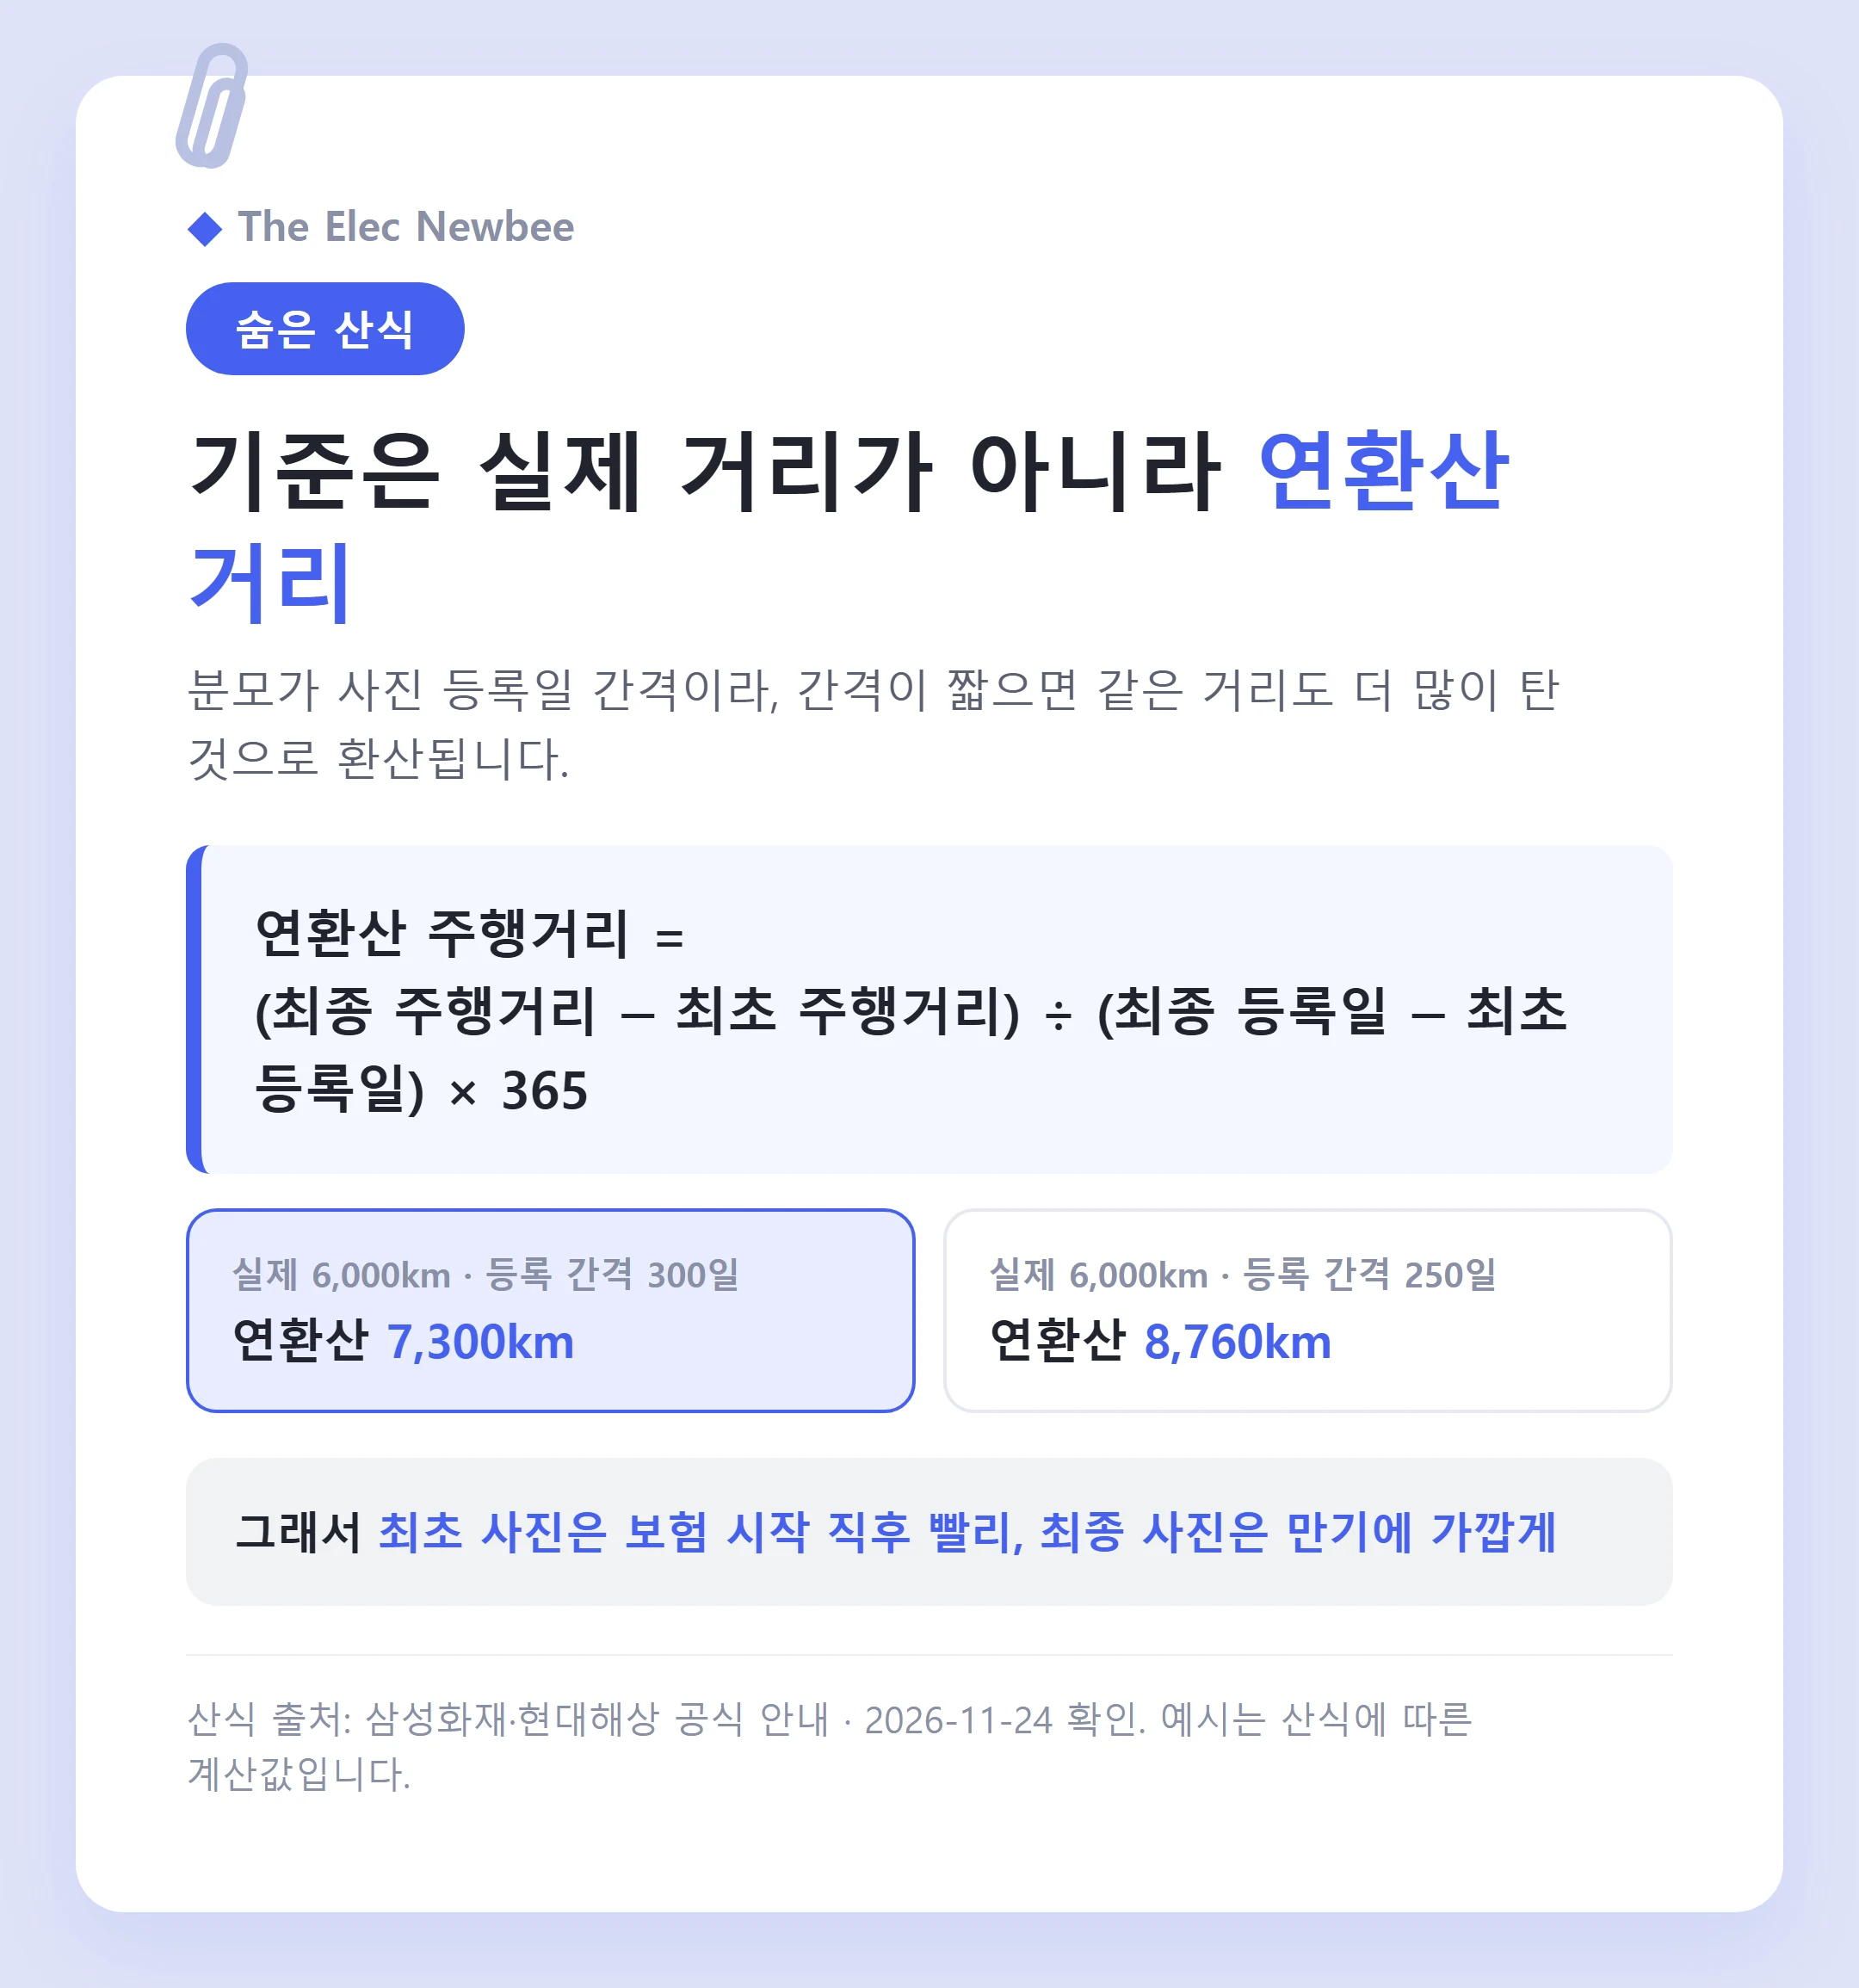 The Elec Newbee
숨은 산식
기준은 실제 거리가 아니라 연환산
거리
분모가 사진 등록일 간격이라, 간격이 짧으면 같은 거리도 더 많이 탄
것으로 환산됩니다.
연환산 주행거리 =
(최종 주행거리 − 최초 주행거리) ÷ (최종 등록일 − 최초
등록일) × 365
실제 6,000km · 등록 간격 300일
연환산 7,300km
실제 6,000km · 등록 간격 250일
연환산 8,760km
그래서 최초 사진은 보험 시작 직후 빨리, 최종 사진은 만기에 가깝게
산식 출처: 삼성화재·현대해상 공식 안내 · 2026-11-24 확인. 예시는 산식에 따른
계산값입니다.